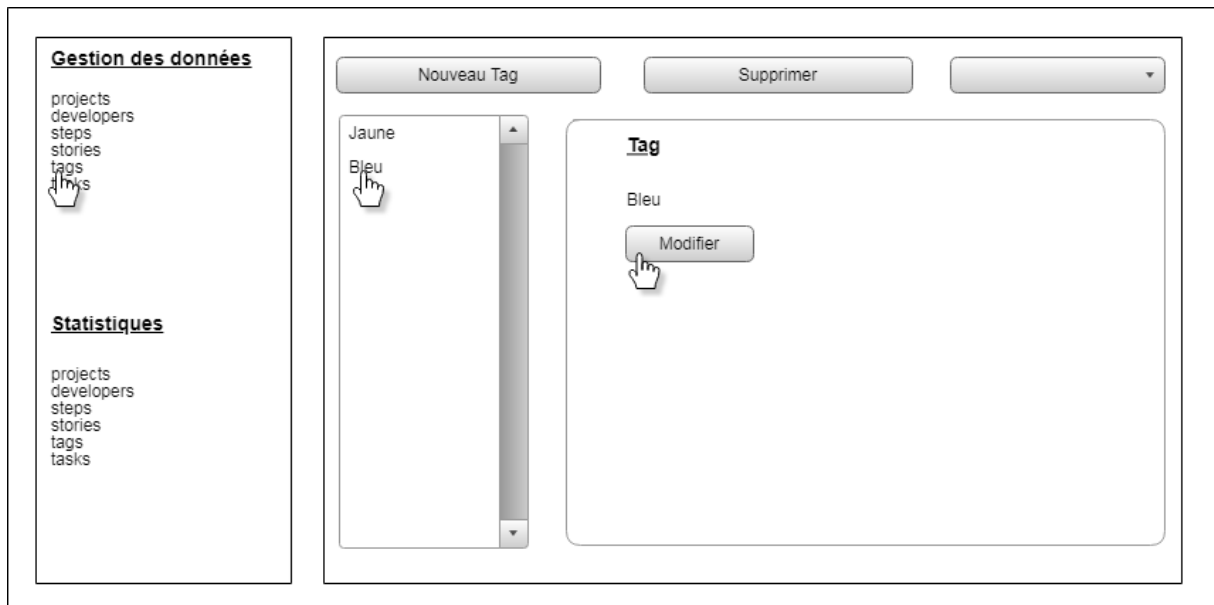 Gestion des données
projects
developers
steps
stories
tags
tasks
Statistiques
projects
developers
steps
stories
tags
tasks
Nouveau Tag
Supprimer
Jaune
Bleu
Tag
Bleu
Modifier